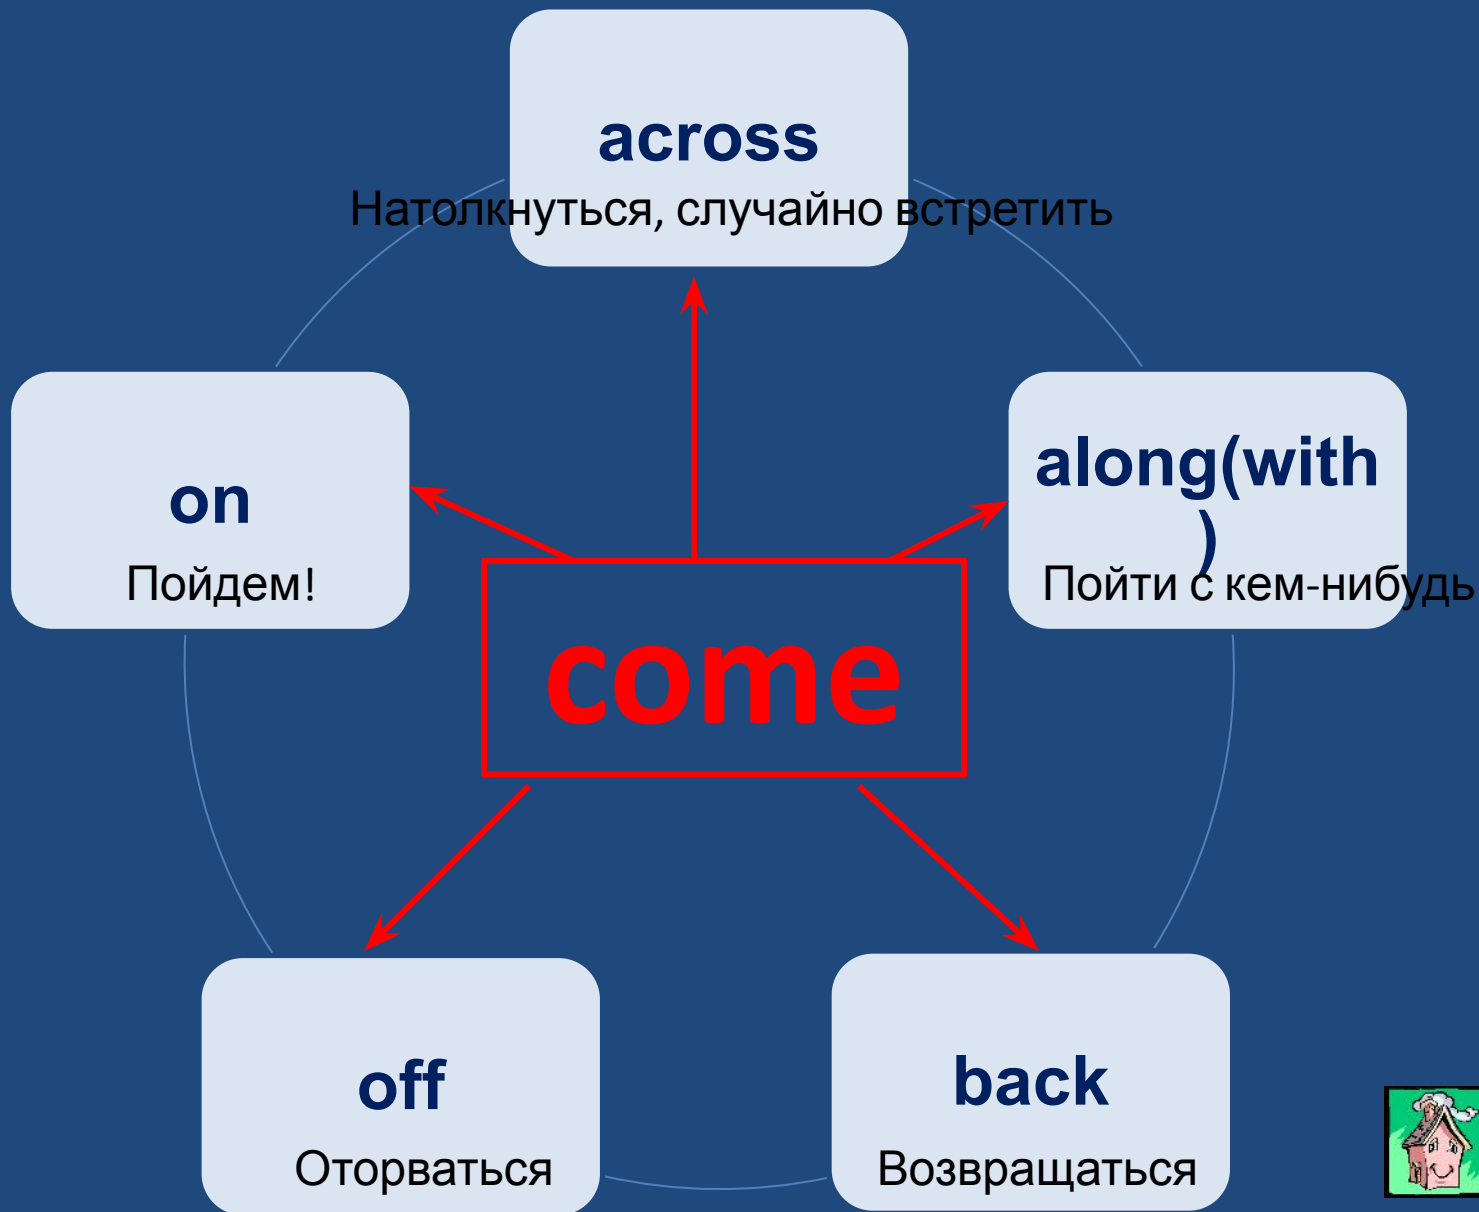 across
Натолкнуться, случайно встретить
on
Пойдем!
along(with
)
Пойти с кем-нибудь
come
off
Оторваться
back
Возвращаться